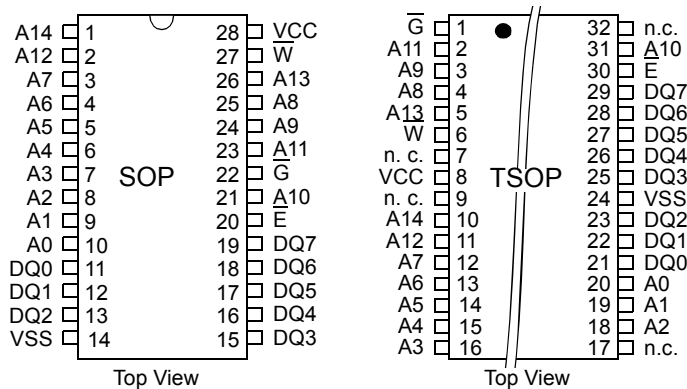 A14 1 28 VCC
A12 2 27 W̅
A7 3 26 A13
A6 4 25 A8
A5 5 24 A9
A4 6 23 A11
A3 7 SOP 22 G̅
A2 8 21 A10
A1 9 20 E̅
A0 10 19 DQ7
DQ0 11 18 DQ6
DQ1 12 17 DQ5
DQ2 13 16 DQ4
VSS 14 15 DQ3
Top View
G̅ 1 32 n.c.
A11 2 31 A10
A9 3 30 E̅
A8 4 29 DQ7
A13 5 28 DQ6
W̅ 6 27 DQ5
n. c. 7 26 DQ4
VCC 8 TSOP 25 DQ3
n. c. 9 24 VSS
A14 10 23 DQ2
A12 11 22 DQ1
A7 12 21 DQ0
A6 13 20 A0
A5 14 19 A1
A4 15 18 A2
A3 16 17 n.c.
Top View